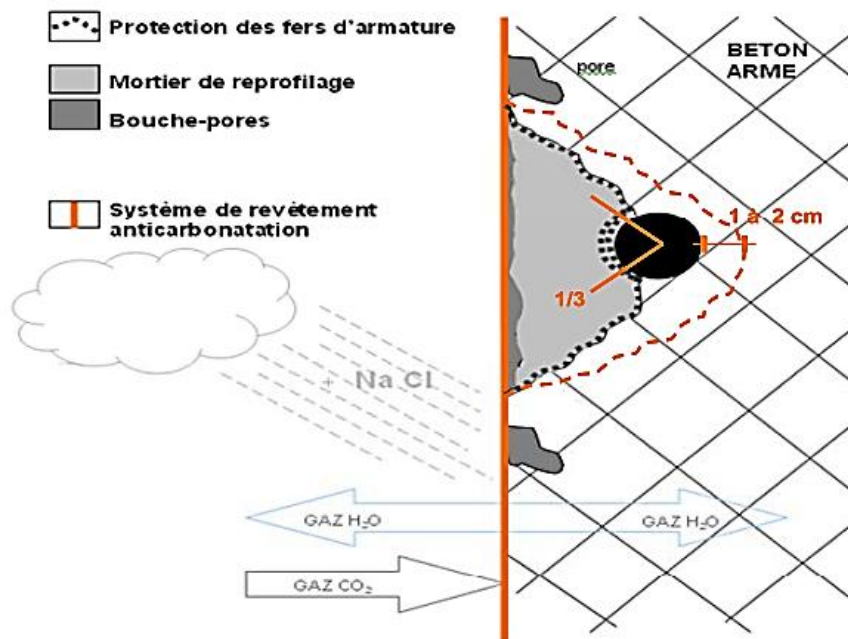 Protection des fers d'armature
Mortier de reprofilage
Bouche-pores
Système de revêtement
anticarbonatation
pore
BETON
ARME
1 à 2 cm
1/3
+ Na Cl
GAZ H₂O
GAZ H₂O
GAZ CO₂